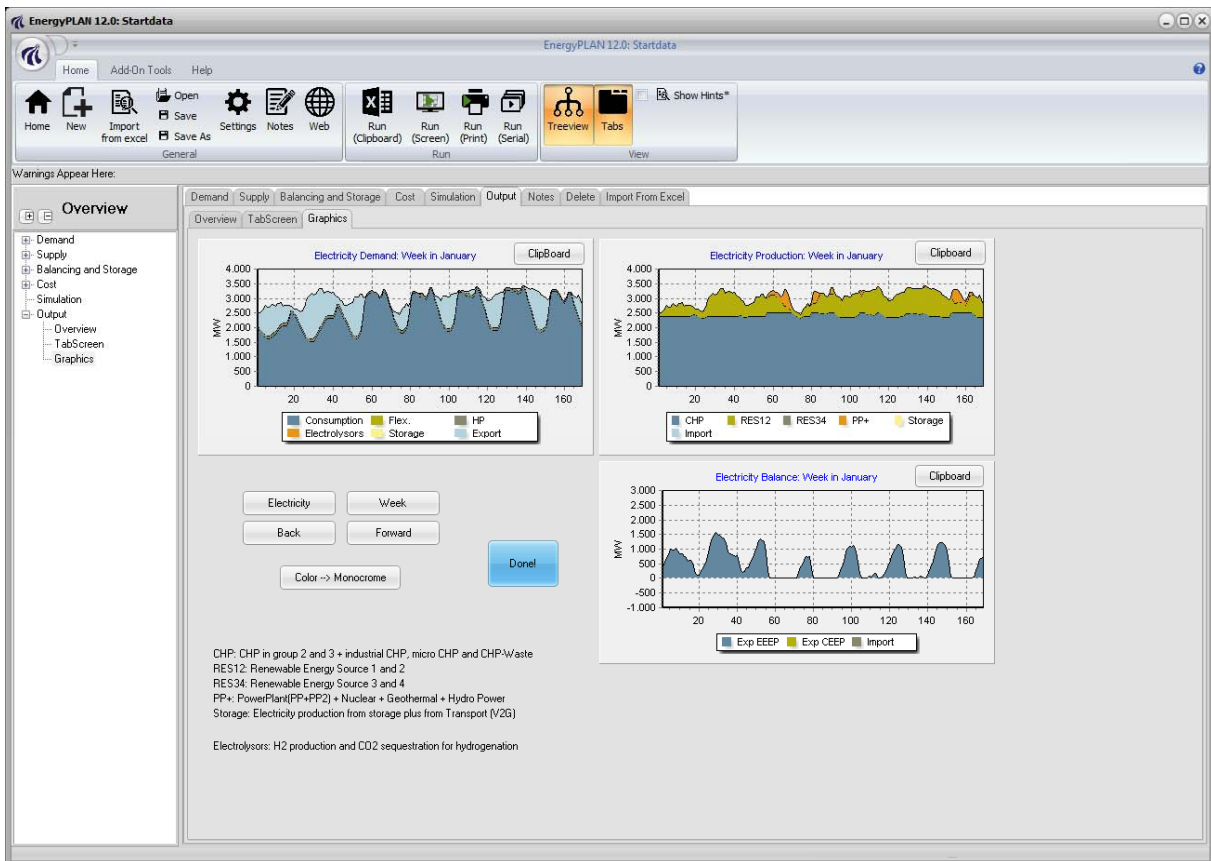 EnergyPLAN 12.0: Startdata
EnergyPLAN 12.0: Startdata
Home Add-On Tools Help
Home New Import from excel Open Save Save As Settings Notes Web
General
Run (Clipboard) Run (Screen) Run (Print) Run (Serial)
Run
Treeview Tabs Show Hints*
View
Warnings Appear Here:
Overview
Demand
Supply
Balancing and Storage
Cost
Simulation
Output
Overview
TabScreen
Graphics
Demand Supply Balancing and Storage Cost Simulation Output Notes Delete Import From Excel
Overview TabScreen Graphics
Electricity Demand: Week in January
ClipBoard
4.000
3.500
3.000
2.500
2.000
1.500
1.000
500
0
MW
20 40 60 80 100 120 140 160
Consumption Flex. HP
Electrolysors Storage Export
Electricity Production: Week in January
Clipboard
4.000
3.500
3.000
2.500
2.000
1.500
1.000
500
0
MW
20 40 60 80 100 120 140 160
CHP RES12 RES34 PP+ Storage
Import
Electricity Balance: Week in January
Clipboard
3.000
2.500
2.000
1.500
1.000
500
0
-500
-1.000
MW
20 40 60 80 100 120 140 160
Exp EEEP Exp CEEP Import
Electricity Week
Back Forward
Color --> Monocrome
Done!
CHP: CHP in group 2 and 3 + industrial CHP, micro CHP and CHP-Waste
RES12: Renewable Energy Source 1 and 2
RES34: Renewable Energy Source 3 and 4
PP+: PowerPlant(PP+PP2) + Nuclear + Geothermal + Hydro Power
Storage: Electricity production from storage plus from Transport (V2G)
Electrolysors: H2 production and CO2 sequestration for hydrogenation